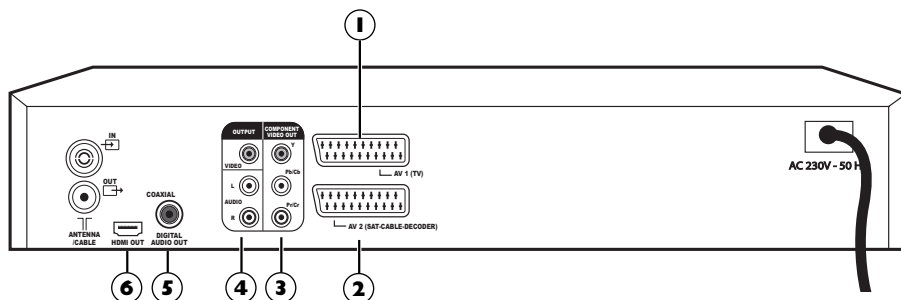 1
IN
OUTPUT
COMPONENT
VIDEO OUT
Y
VIDEO
OUT
Pb/Cb
L
AV 1 (TV)
AC 230V - 50 H
COAXIAL
AUDIO
R
Pr/Cr
AV 2 (SAT-CABLE-DECODER)
ANTENNA
/CABLE
HDMI OUT
DIGITAL
AUDIO OUT
6
5
4
3
2